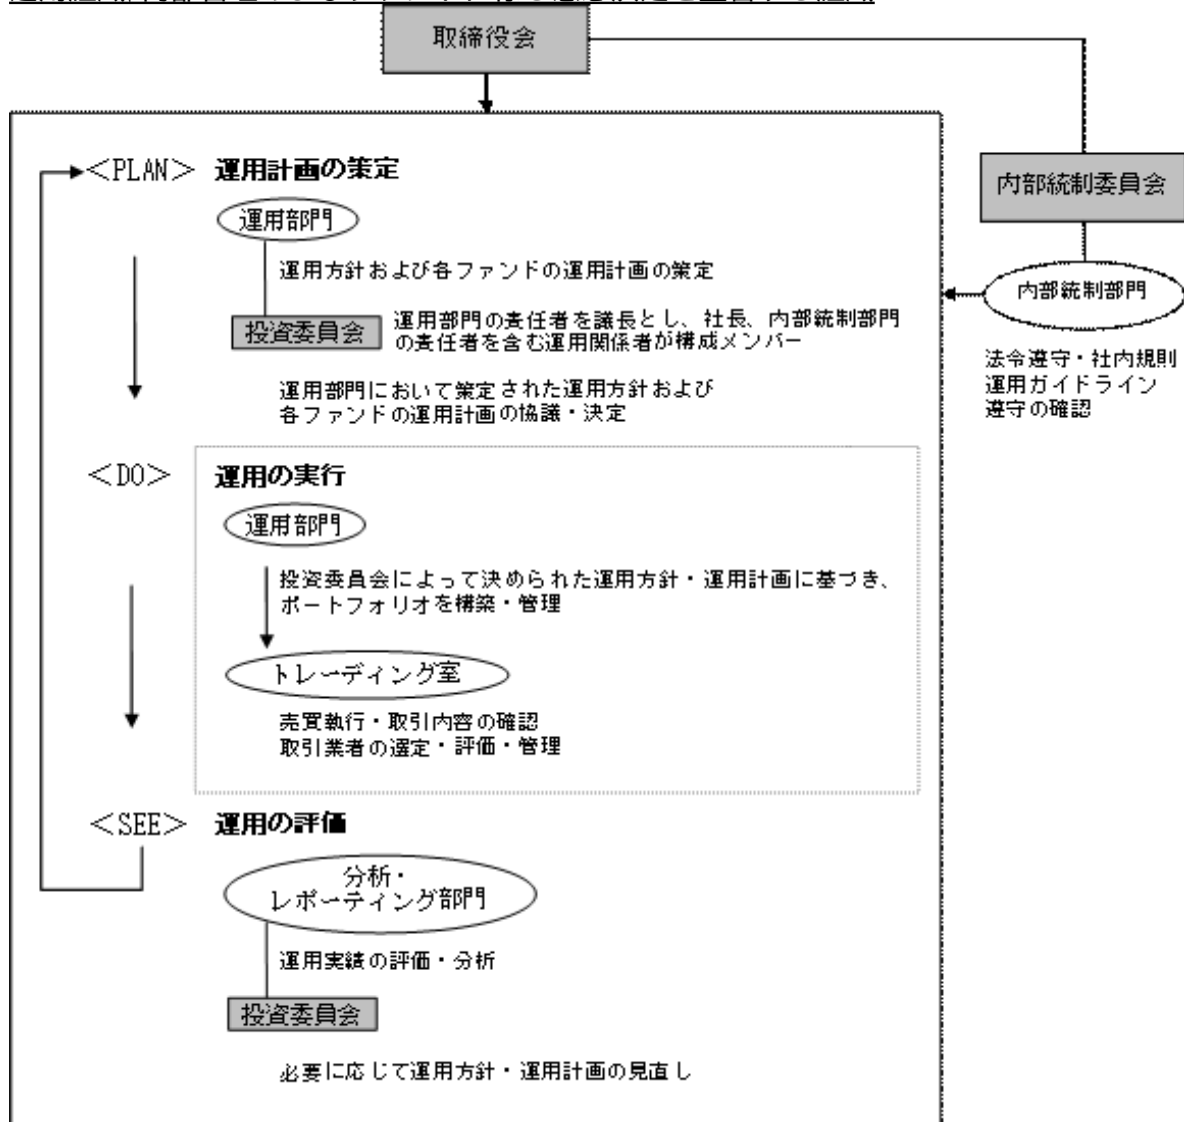 取締役会
<PLAN> 運用計画の策定
運用部門
運用方針および各ファンドの運用計画の策定
投資委員会
運用部門の責任者を議長とし、社長、内部統制部門
の責任者を含む運用関係者が構成メンバー
運用部門において策定された運用方針および
各ファンドの運用計画の協議・決定
内部統制委員会
内部統制部門
法令遵守・社内規則
運用ガイドライン
遵守の確認
<DO> 運用の実行
運用部門
投資委員会によって決められた運用方針・運用計画に基づき、
ポートフォリオを構築・管理
トレーディング室
売買執行・取引内容の確認
取引業者の選定・評価・管理
<SEE> 運用の評価
分析・
レポーティング部門
運用実績の評価・分析
投資委員会
必要に応じて運用方針・運用計画の見直し